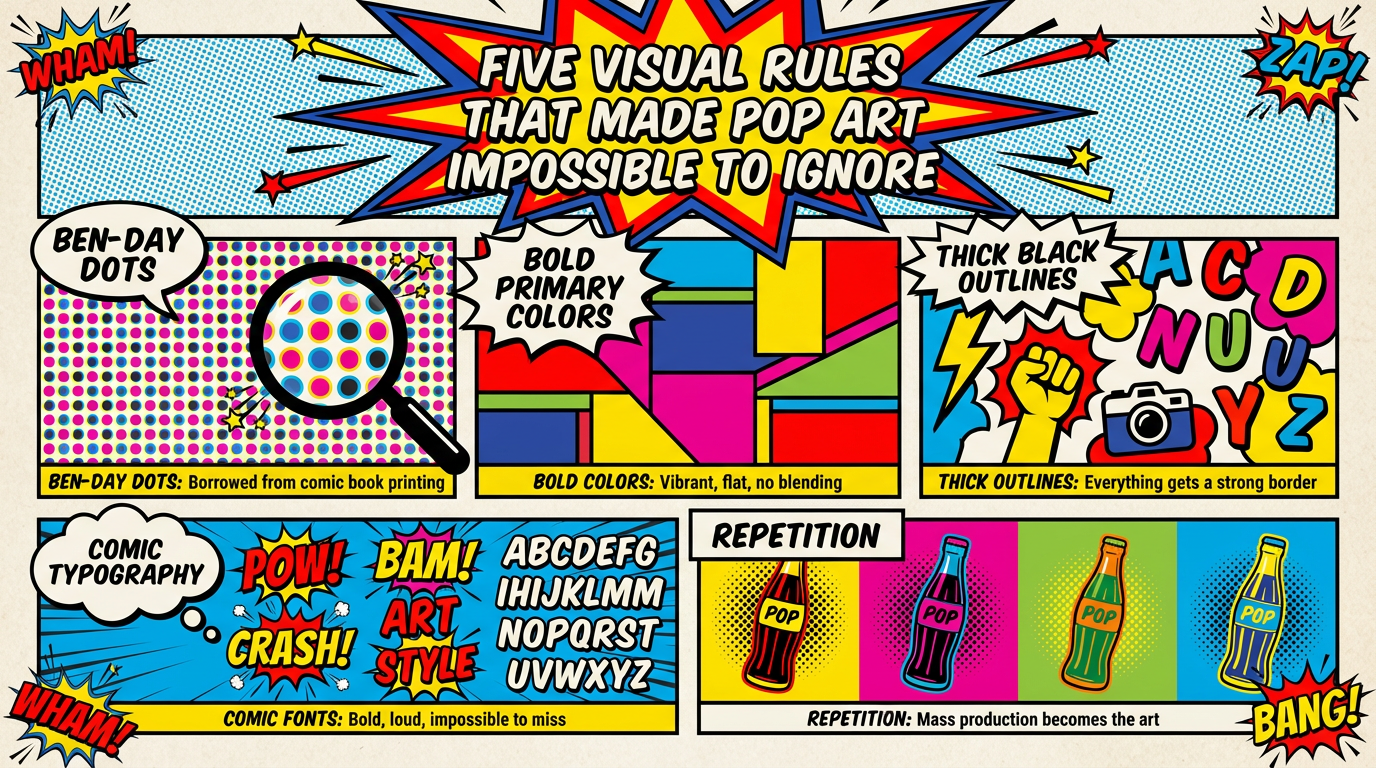 WHAM!
ZAP!
FIVE VISUAL RULES
THAT MADE POP ART
IMPOSSIBLE TO IGNORE
BEN-DAY
DOTS
BEN-DAY DOTS: Borrowed from comic book printing
BOLD
PRIMARY
COLORS
BOLD COLORS: Vibrant, flat, no blending
THICK BLACK
OUTLINES
A C D
N U U
Y Z
THICK OUTLINES: Everything gets a strong border
COMIC
TYPOGRAPHY
POW!
BAM!
CRASH!
ART
STYLE
ABCDEFG
IHIJKLMM
NOPQRST
UVWXYZ
COMIC FONTS: Bold, loud, impossible to miss
WHAM!
REPETITION
POP
POP
POP
POP
REPETITION: Mass production becomes the art
BANG!